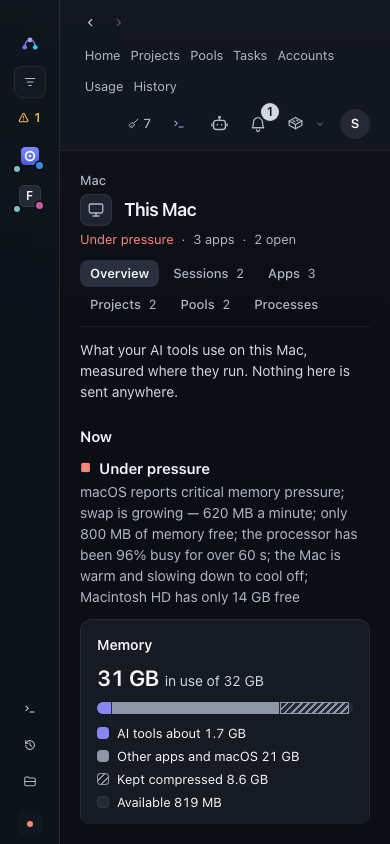 Home Projects Pools Tasks Accounts
Usage History
7
1
S
1
F
Mac
This Mac
Under pressure · 3 apps · 2 open
Overview Sessions 2 Apps 3
Projects 2 Pools 2 Processes
What your AI tools use on this Mac,
measured where they run. Nothing here is
sent anywhere.
Now
Under pressure
macOS reports critical memory pressure;
swap is growing — 620 MB a minute; only
800 MB of memory free; the processor has
been 96% busy for over 60 s; the Mac is
warm and slowing down to cool off;
Macintosh HD has only 14 GB free
Memory
31 GB in use of 32 GB
AI tools about 1.7 GB
Other apps and macOS 21 GB
Kept compressed 8.6 GB
Available 819 MB